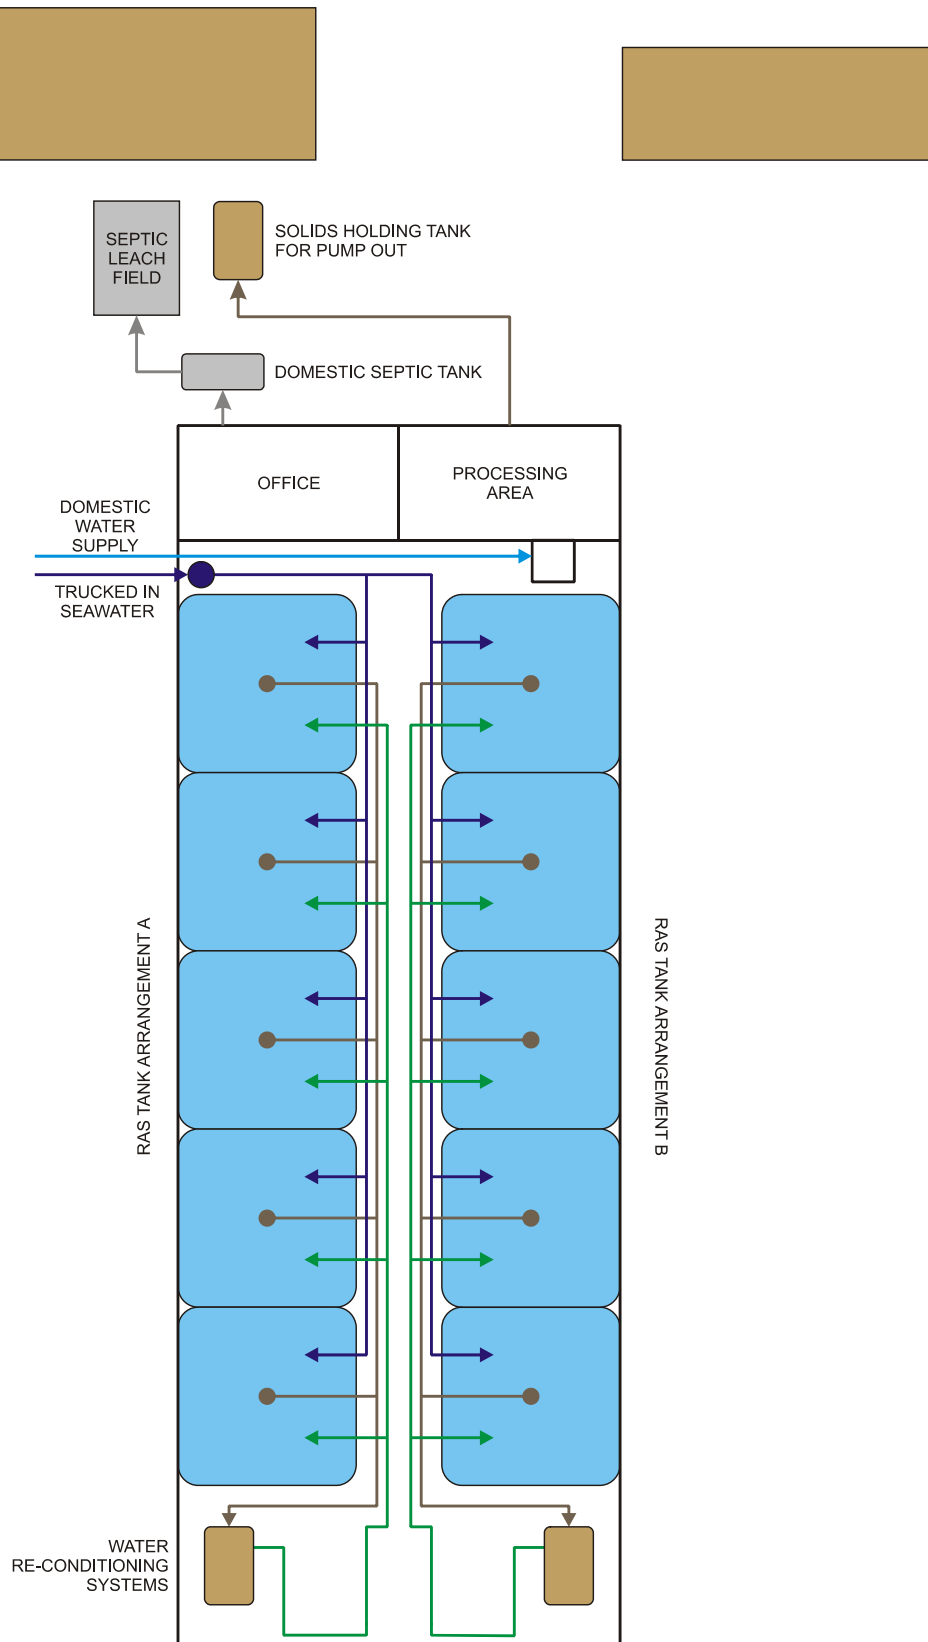 SEPTIC
LEACH
FIELD
SOLIDS HOLDING TANK
FOR PUMP OUT
DOMESTIC SEPTIC TANK
OFFICE
PROCESSING
AREA
DOMESTIC
WATER
SUPPLY
TRUCKED IN
SEAWATER
RAS TANK ARRANGEMENT A
RAS TANK ARRANGEMENT B
WATER
RE-CONDITIONING
SYSTEMS